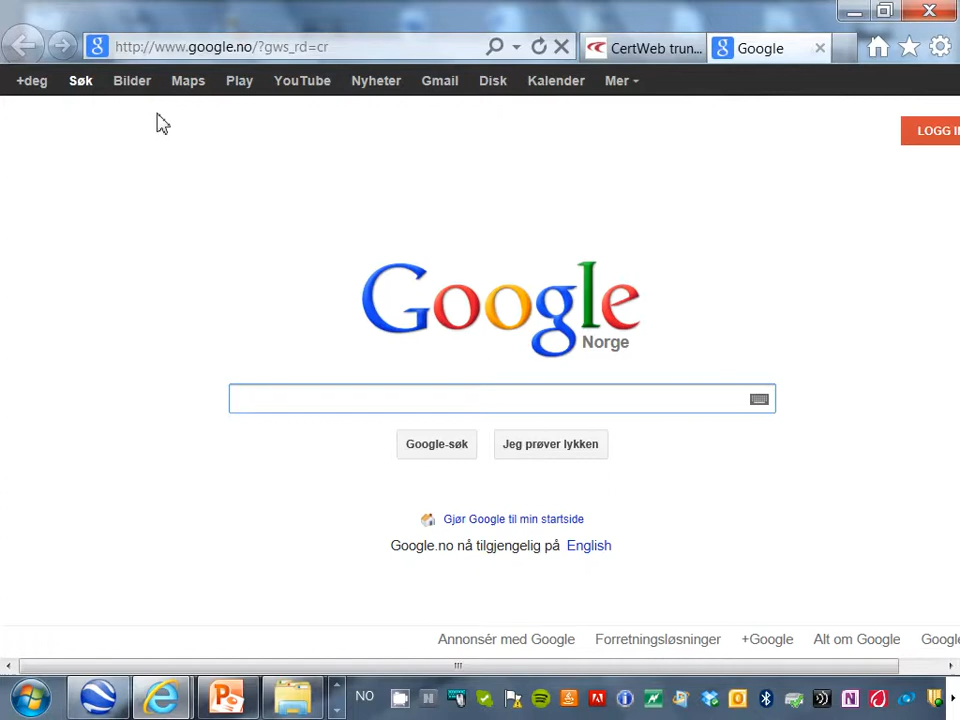 http://www.google.no/?gws_rd=cr
CertWeb trun...
Google
+deg Søk Bilder Maps Play YouTube Nyheter Gmail Disk Kalender Mer
LOGG I
Google
Norge
Google-søk Jeg prøver lykken
Gjør Google til min startside
Google.no nå tilgjengelig på English
Annonsér med Google Forretningsløsninger +Google Alt om Google Google
NO